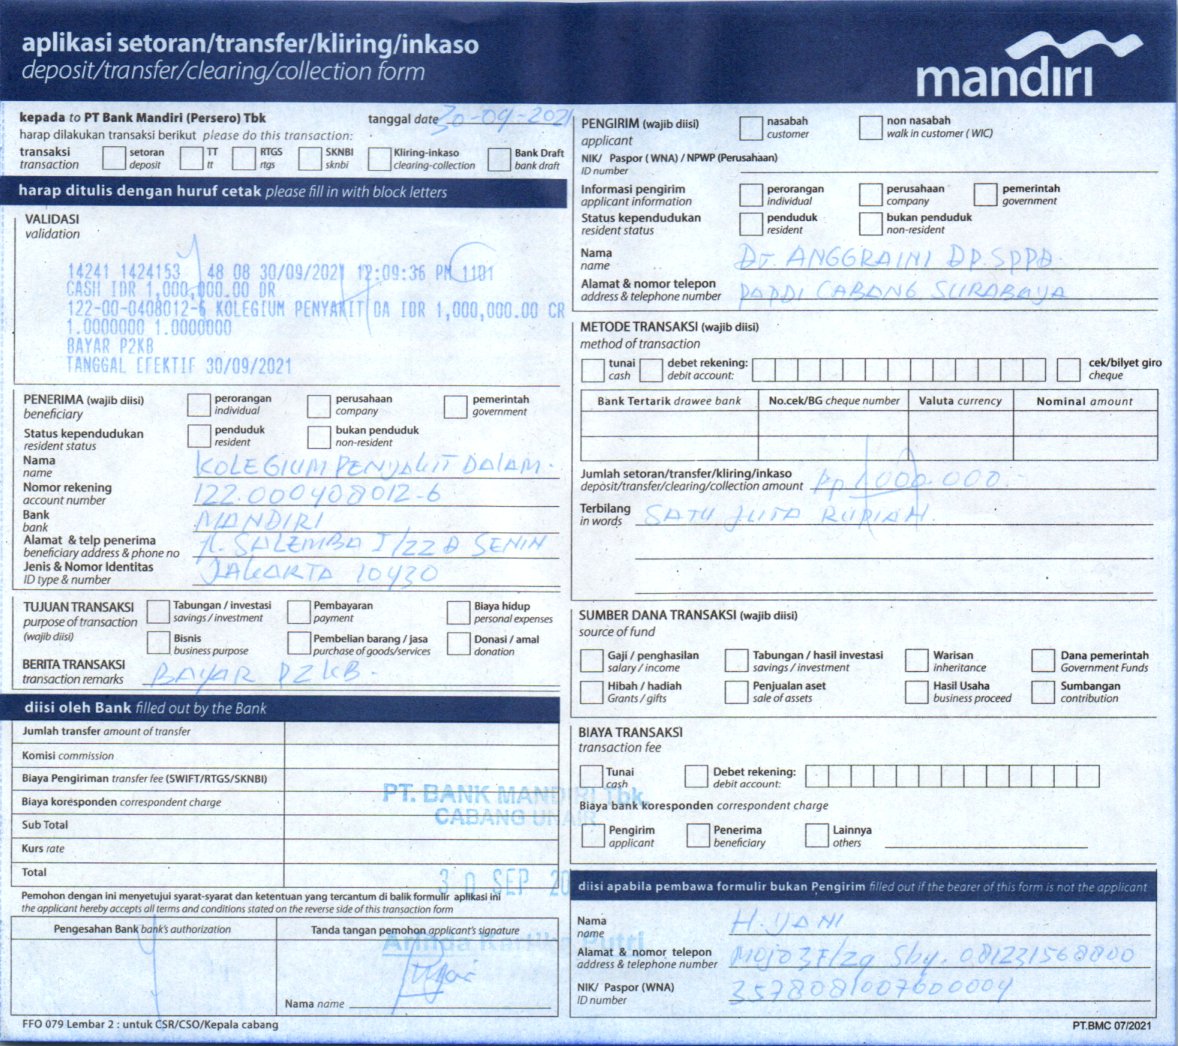 aplikasi setoran/transfer/kliring/inkaso
deposit/transfer/clearing/collection form
mandırı
kepada to PT Bank Mandiri (Persero) Tbk
tanggal date 30-09-2021
harap dilakukan transaksi berikut please do this transaction:
transaksi
transaction
setoran
deposit
TT
tt
RTGS
rtgs
SKNBI
sknbi
Kliring-inkaso
clearing-collection
Bank Draft
bank draft
harap ditulis dengan huruf cetak please fill in with block letters
VALIDASI
validation
14241 1424153 48 08 30/09/2021 12:09:36 PM 1101
CASH IDR 1,000,000.00 DR
122-00-0408012-6 KOLEGIUM PENYAKIT DA IDR 1,000,000.00 CR
1.0000000 1.0000000
BAYAR P2KB
TANGGAL EFEKTIF 30/09/2021
PENERIMA (wajib diisi)
beneficiary
perorangan
individual
perusahaan
company
pemerintah
government
Status kependudukan
resident status
penduduk
resident
bukan penduduk
non-resident
Nama
name
KOLEGIUM PENYAKIT DALAM.
Nomor rekening
account number
122.000408012-6
Bank
bank
MANDIRI
Alamat & telp penerima
beneficiary address & phone no
Jl. SALEMBA I/22 D SENIN
Jenis & Nomor Identitas
ID type & number
JAKARTA 10430
TUJUAN TRANSAKSI
purpose of transaction
(wajib diisi)
Tabungan / investasi
savings / investment
Pembayaran
payment
Biaya hidup
personal expenses
Bisnis
business purpose
Pembelian barang / jasa
purchase of goods/services
Donasi / amal
donation
BERITA TRANSAKSI
transaction remarks
BAYAR P2KB.
diisi oleh Bank filled out by the Bank
Jumlah transfer amount of transfer
Komisi commission
Biaya Pengiriman transfer fee (SWIFT/RTGS/SKNBI)
Biaya koresponden correspondent charge
Sub Total
Kurs rate
Total
PT. BANK MANDIRI Tbk
CABANG UNAIR
30 SEP 20
Pemohon dengan ini menyetujui syarat-syarat dan ketentuan yang tercantum di balik formulir aplikasi ini
the applicant hereby accepts all terms and conditions stated on the reverse side of this transaction form
Pengesahan Bank bank's authorization
Tanda tangan pemohon applicant's signature
Arinda Kartika Putri
Nama name
FFO 079 Lembar 2 : untuk CSR/CSO/Kepala cabang
PENGIRIM (wajib diisi)
applicant
nasabah
customer
non nasabah
walk in customer ( WIC)
NIK/ Paspor ( WNA) / NPWP (Perusahaan)
ID number
Informasi pengirim
applicant information
perorangan
individual
perusahaan
company
pemerintah
government
Status kependudukan
resident status
penduduk
resident
bukan penduduk
non-resident
Nama
name
Dr. ANGGRAINI DP.SPPD
Alamat & nomor telepon
address & telephone number
PAPDI CABANG SURABAYA
METODE TRANSAKSI (wajib diisi)
method of transaction
tunai
cash
debet rekening:
debit account:
cek/bilyet giro
cheque
Bank Tertarik drawee bank
No.cek/BG cheque number
Valuta currency
Nominal amount
Jumlah setoran/transfer/kliring/inkaso
deposit/transfer/clearing/collection amount
Rp 1.000.000.
Terbilang
in words
SATU JUTA RUPIAH
SUMBER DANA TRANSAKSI (wajib diisi)
source of fund
Gaji / penghasilan
salary / income
Tabungan / hasil investasi
savings / investment
Warisan
inheritance
Dana pemerintah
Government Funds
Hibah / hadiah
Grants / gifts
Penjualan aset
sale of assets
Hasil Usaha
business proceed
Sumbangan
contribution
BIAYA TRANSAKSI
transaction fee
Tunai
cash
Debet rekening:
debit account:
Biaya bank koresponden correspondent charge
Pengirim
applicant
Penerima
beneficiary
Lainnya
others
diisi apabila pembawa formulir bukan Pengirim filled out if the bearer of this form is not the applicant
Nama
name
H. YANI
Alamat & nomor telepon
address & telephone number
MOJO 3F/29 Sby. 081231568800
NIK/ Paspor (WNA)
ID number
3578081007600004
PT.BMC 07/2021